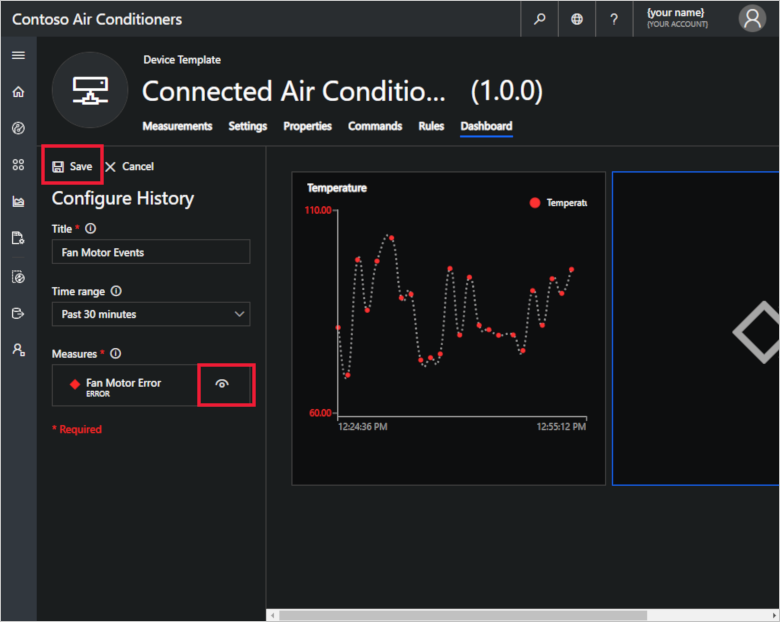 Contoso Air Conditioners
?
{your name}
{YOUR ACCOUNT}
Device Template
Connected Air Conditio... (1.0.0)
Measurements Settings Properties Commands Rules Dashboard
Save Cancel
Configure History
Title *
Fan Motor Events
Time range
Past 30 minutes
Measures *
Fan Motor Error
ERROR
* Required
Temperature
Temperatu
110.00
60.00
12:24:36 PM 12:55:12 PM